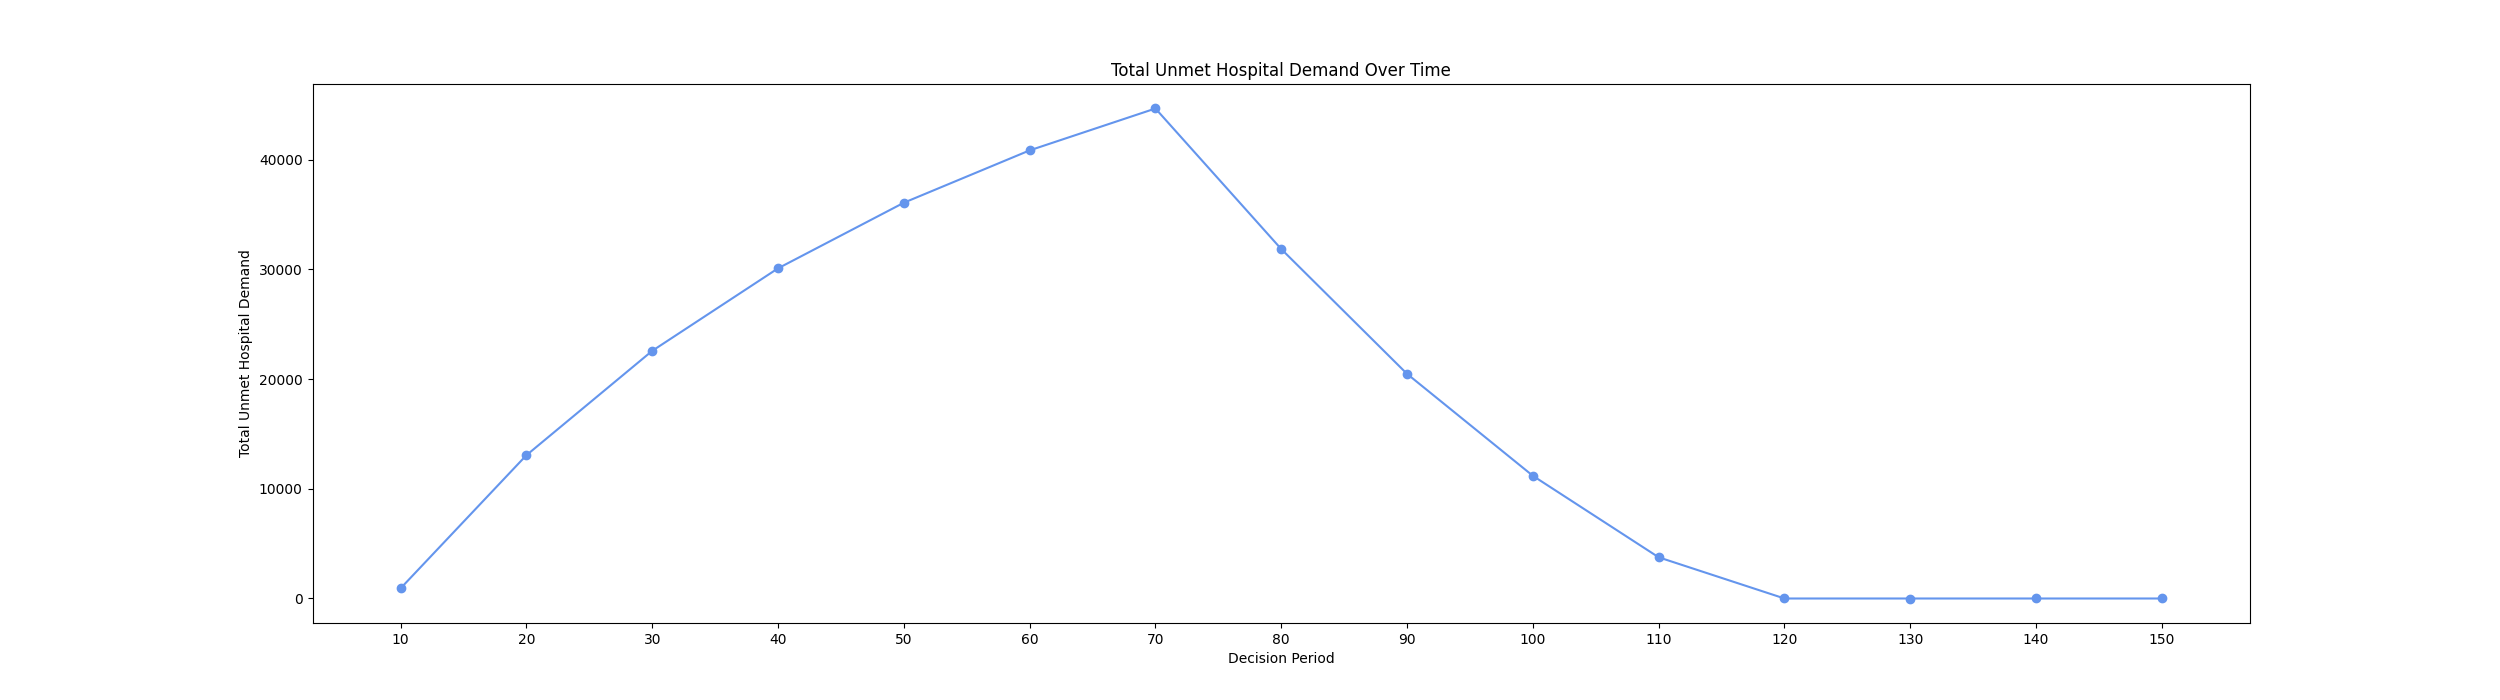 Total Unmet Hospital Demand Over Time
Total Unmet Hospital Demand
40000
30000
20000
10000
0
10 20 30 40 50 60 70 80 90 100 110 120 130 140 150
Decision Period